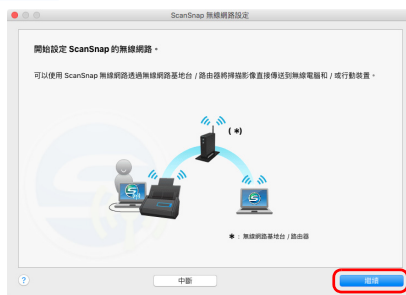 ScanSnap 無線網路設定
開始設定 ScanSnap 的無線網路。
可以使用 ScanSnap 無線網路透過無線網路基地台 / 路由器將掃描影像直接傳送到無線電腦和 / 或行動裝置。
( *)
* : 無線網路基地台 / 路由器
?
中斷
繼續